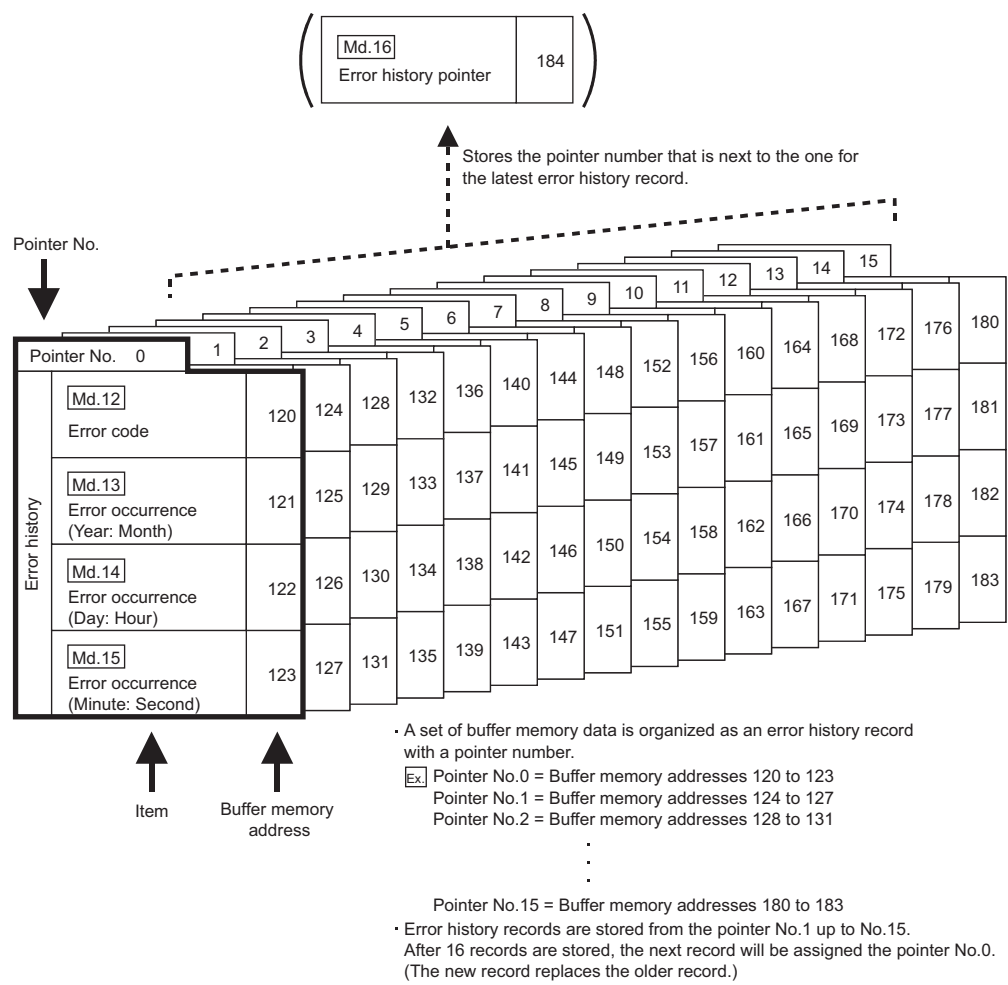 Md.16
Error history pointer
184
Stores the pointer number that is next to the one for
the latest error history record.
Pointer No.
Pointer No. 0
1
2
3
4
5
6
7
8
9
10
11
12
13
14
15
Error history
Md.12
Error code
120 124 128 132 136 140 144 148 152 156 160 164 168 172 176 180
Md.13
Error occurrence
(Year: Month)
121 125 129 133 137 141 145 149 153 157 161 165 169 173 177 181
Md.14
Error occurrence
(Day: Hour)
122 126 130 134 138 142 146 150 154 158 162 166 170 174 178 182
Md.15
Error occurrence
(Minute: Second)
123 127 131 135 139 143 147 151 155 159 163 167 171 175 179 183
Item
Buffer memory
address
· A set of buffer memory data is organized as an error history record
with a pointer number.
Ex. Pointer No.0 = Buffer memory addresses 120 to 123
Pointer No.1 = Buffer memory addresses 124 to 127
Pointer No.2 = Buffer memory addresses 128 to 131
·
·
·
Pointer No.15 = Buffer memory addresses 180 to 183
· Error history records are stored from the pointer No.1 up to No.15.
After 16 records are stored, the next record will be assigned the pointer No.0.
(The new record replaces the older record.)